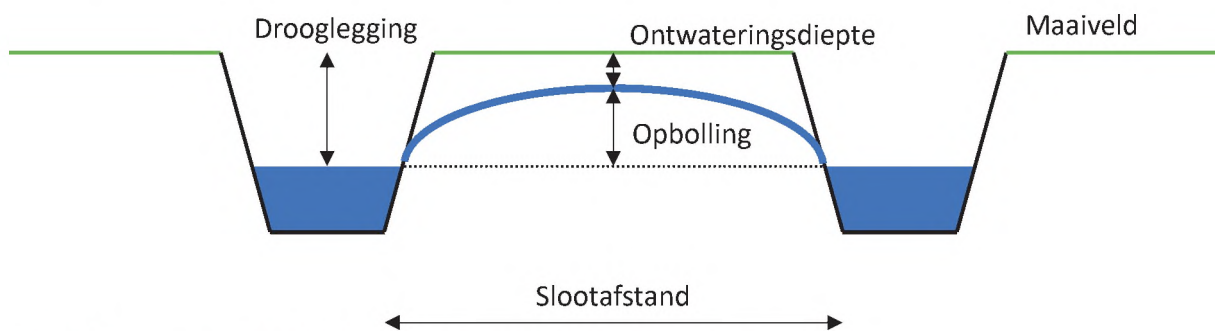 Drooglegging
Ontwateringsdiepte
Maaiveld
Opbolling
Slootafstand